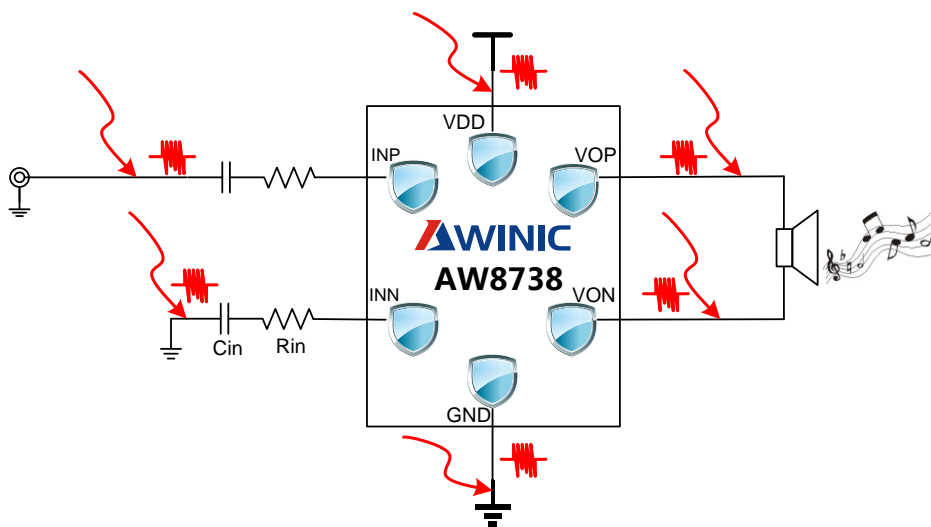 VDD
INP
VOP
AWINIC
AW8738
INN
VON
Cin
Rin
GND